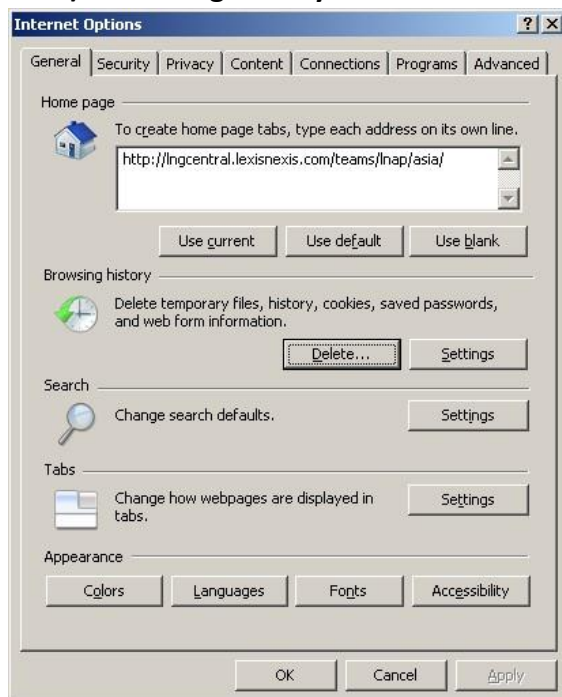 Internet Options
General Security Privacy Content Connections Programs Advanced
Home page
To create home page tabs, type each address on its own line.
http://lngcentral.lexisnexis.com/teams/lnap/asia/
Use current Use default Use blank
Browsing history
Delete temporary files, history, cookies, saved passwords,
and web form information.
Delete... Settings
Search
Change search defaults. Settings
Tabs
Change how webpages are displayed in
tabs.
Settings
Appearance
Colors Languages Fonts Accessibility
OK Cancel Apply